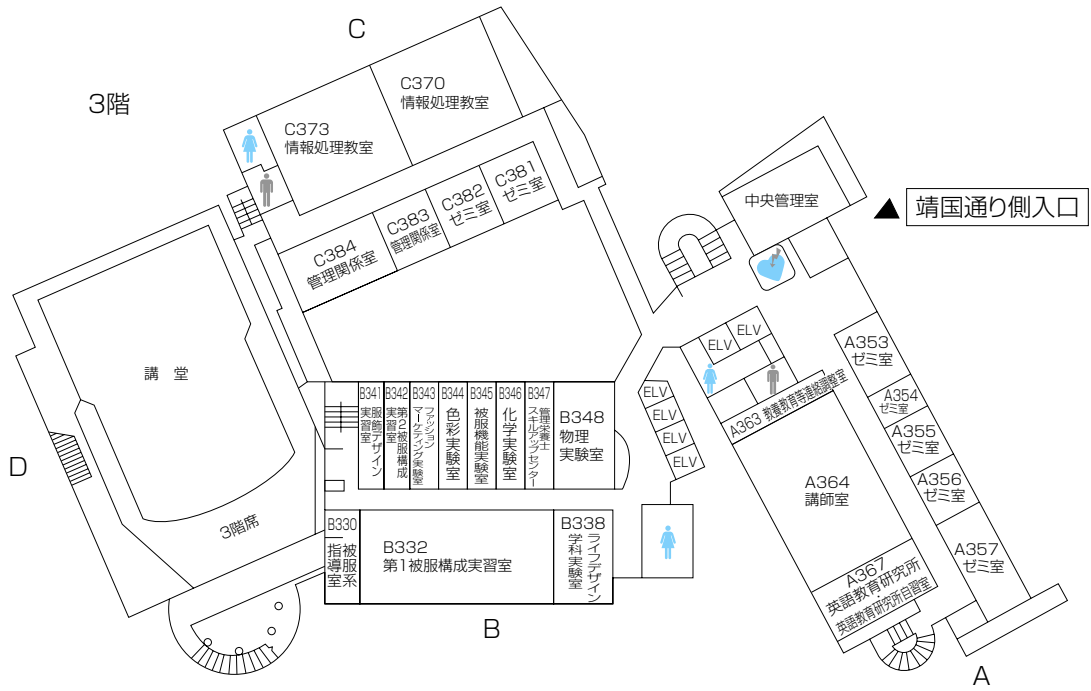 C
3階
C370
情報処理教室
C373
情報処理教室
C381
ゼミ室
C382
ゼミ室
C383
管理関係室
C384
管理関係室
中央管理室
▲ 靖国通り側入口
ELV
ELV
A353
ゼミ室
A354
ゼミ室
A355
ゼミ室
A356
ゼミ室
A357
ゼミ室
A363 教養教育等連絡調整室
A364
講師室
A367
英語教育研究所
英語教育研究所自習室
ELV
ELV
ELV
ELV
講 堂
3階席
D
B341
服飾デザイン
実習室
B342
第2被服構成
実習室
B343
ファッション
マーケティング実験室
B344
色彩実験室
B345
被服機能実験室
B346
化学実験室
B347
管理栄養士
スキルアップセンター
B348
物理
実験室
B330
被服系
指導室
B332
第1被服構成実習室
B338
ライフデザイン
学科実験室
B
A